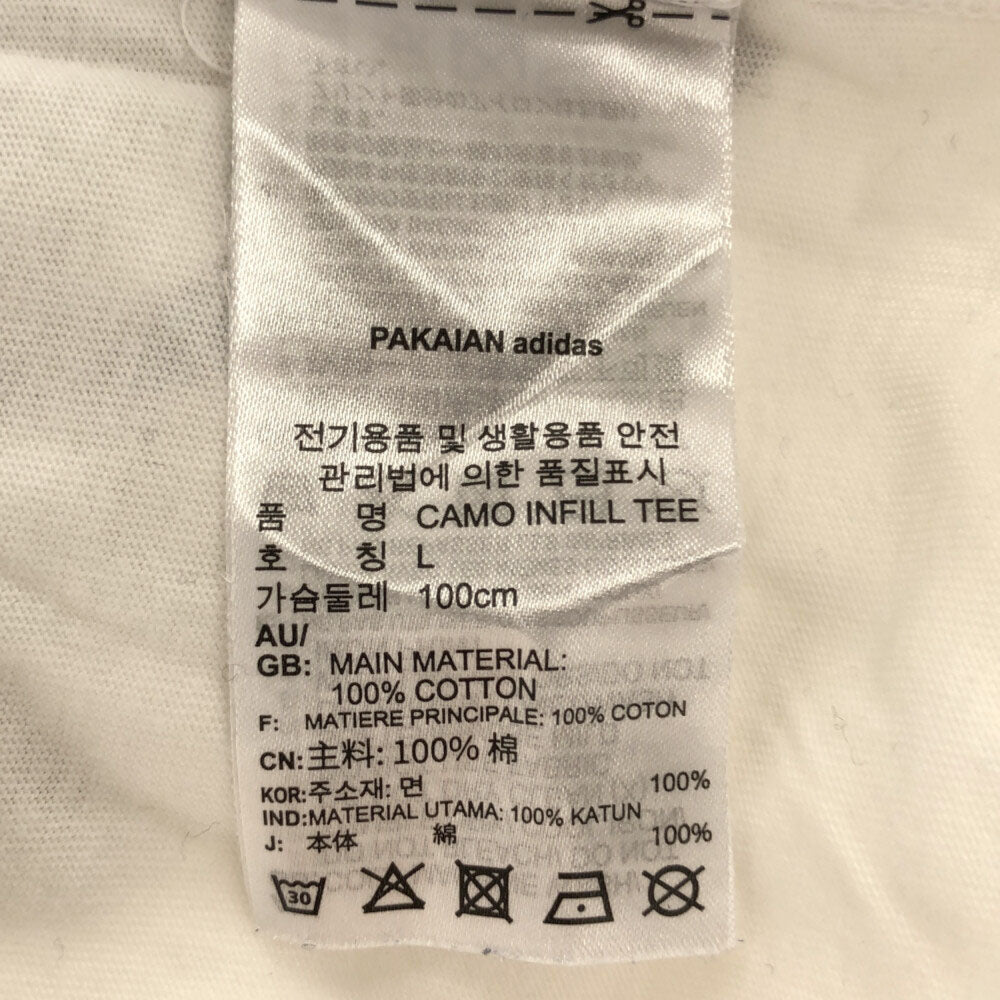 PAKAIAN adidas
전기용품 및 생활용품 안전
관리법에 의한 품질표시
품 명 CAMO INFILL TEE
호 칭 L
가슴둘레 100cm
AU/
GB: MAIN MATERIAL:
100% COTTON
F: MATIERE PRINCIPALE: 100% COTON
CN:主料: 100% 棉
KOR:주소재: 면 100%
IND:MATERIAL UTAMA: 100% KATUN
J: 本体 綿 100%
30